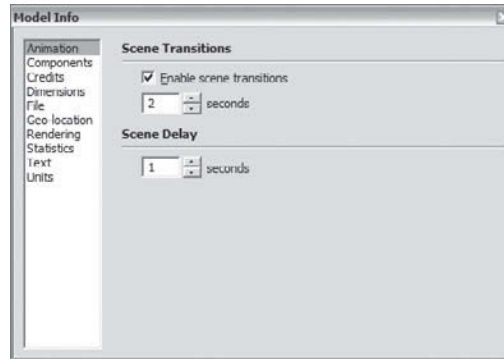 Model Info
Animation
Components
Credits
Dimensions
File
Geo-location
Rendering
Statistics
Text
Units
Scene Transitions
Enable scene transitions
2 seconds
Scene Delay
1 seconds